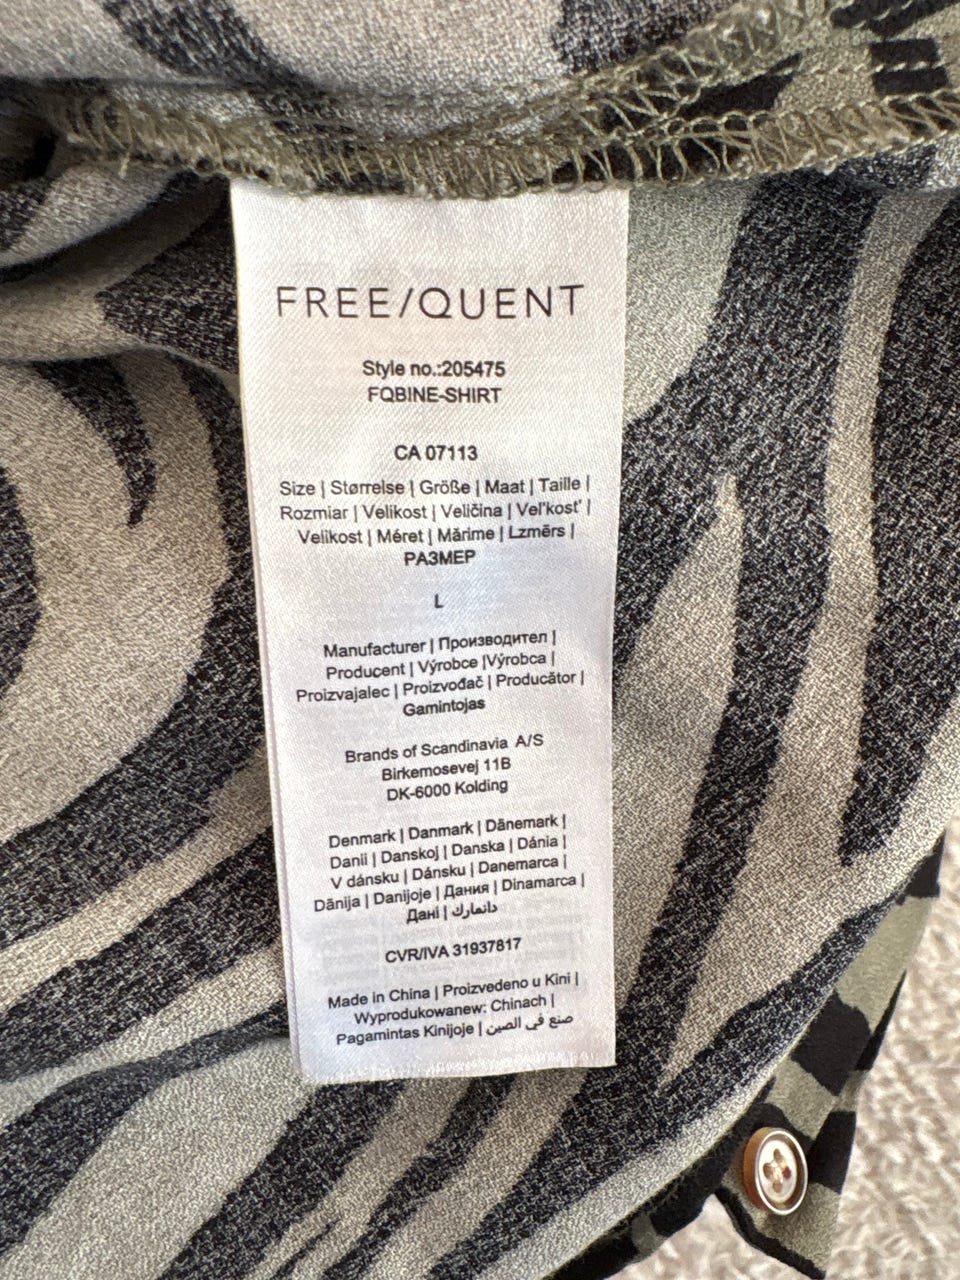 FREE/QUENT
Style no.:205475
FQBINE-SHIRT
CA 07113
Size | Størrelse | Größe | Maat | Taille |
Rozmiar | Velikost | Veličina | Veľkosť |
Velikost | Méret | Mărime | Lzmērs |
РАЗМЕР
L
Manufacturer | Производител |
Producent | Výrobce |Výrobca |
Proizvajalec | Proizvođač | Producător |
Gamintojas
Brands of Scandinavia A/S
Birkemosevej 11B
DK-6000 Kolding
Denmark | Danmark | Dänemark |
Danii | Danskoj | Danska | Dánia |
V dánsku | Dánsku | Danemarca |
Dānija | Danijoje | Дания | Dinamarca |
Дані | دانمارك
CVR/IVA 31937817
Made in China | Proizvedeno u Kini |
Wyprodukowanew: Chinach |
Pagamintas Kinijoje | صنع في الصين